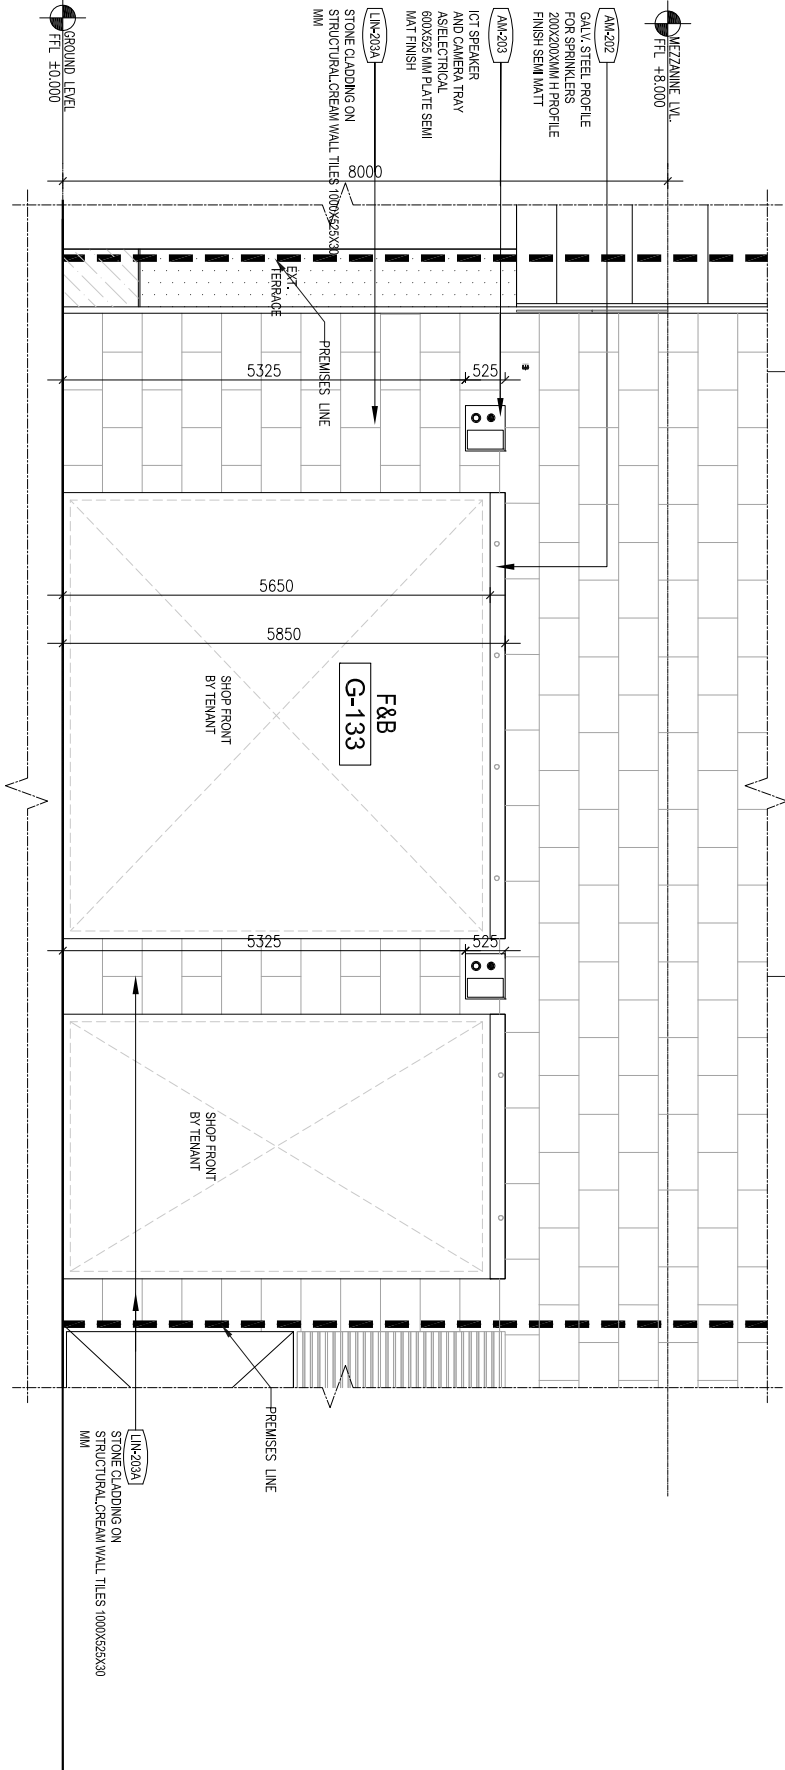 MEZZANINE LVL.
FFL +8.000
AM-202
GALV. STEEL PROFILE
FOR SPRINKLERS
200X200XMM H PROFILE
FINISH SEMI MATT
AM-203
ICT SPEAKER
AND CAMERA TRAY
AS/ELECTRICAL
600X525 MM PLATE SEMI
MAT FINISH
LIN-203A
STONE CLADDING ON
STRUCTURAL,CREAM WALL TILES 1000X525X30
MM
GROUND LEVEL
FFL ±0.000
8000
EXT.
TERRACE
PREMISES LINE
525
5325
5650
5850
F&B
G-133
SHOP FRONT
BY TENANT
525
5325
SHOP FRONT
BY TENANT
PREMISES LINE
LIN-203A
STONE CLADDING ON
STRUCTURAL,CREAM WALL TILES 1000X525X30
MM